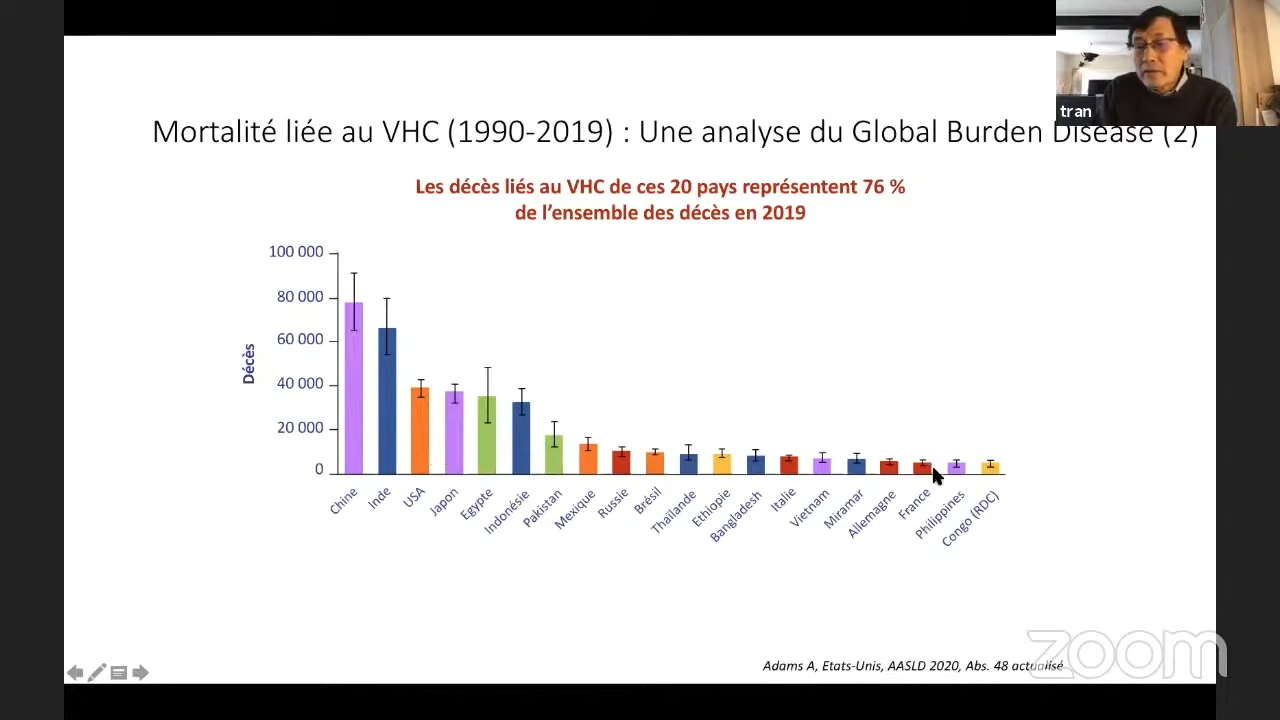 tran
Mortalité liée au VHC (1990-2019) : Une analyse du Global Burden Disease (2)
Les décès liés au VHC de ces 20 pays représentent 76 %
de l’ensemble des décès en 2019
Décès
100 000
80 000
60 000
40 000
20 000
0
Chine
Inde
USA
Japon
Egypte
Indonésie
Pakistan
Mexique
Russie
Brésil
Thaïlande
Ethiopie
Bangladesh
Italie
Vietnam
Miramar
Allemagne
France
Philippines
Congo (RDC)
Adams A, Etats-Unis, AASLD 2020, Abs. 48 actualisé
zoom